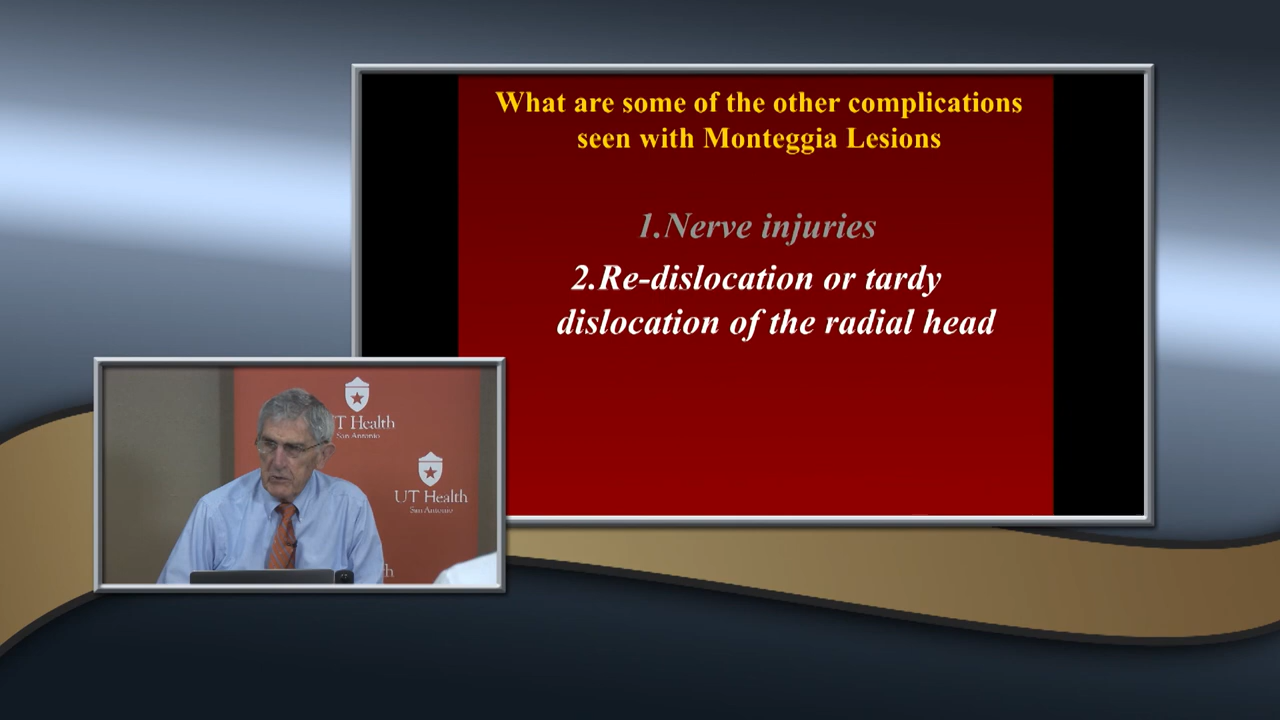 What are some of the other complications
seen with Monteggia Lesions
1.Nerve injuries
2.Re-dislocation or tardy
dislocation of the radial head
T Health
San Antonio
UT Health
San Antonio
h